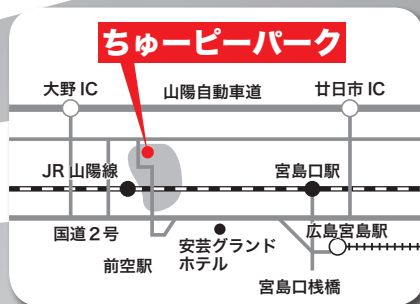 ちゅーピーパーク
大野 IC
山陽自動車道
廿日市 IC
JR 山陽線
宮島口駅
国道2号
安芸グランド
ホテル
広島宮島駅
前空駅
宮島口桟橋